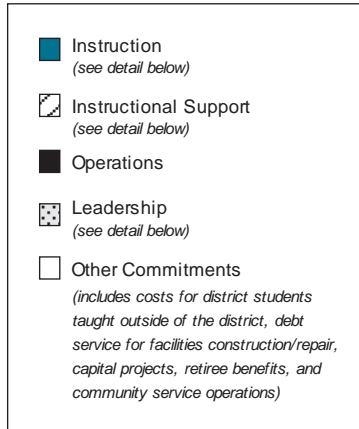 Instruction
(see detail below)
Instructional Support
(see detail below)
Operations
Leadership
(see detail below)
Other Commitments
(includes costs for district students
taught outside of the district, debt
service for facilities construction/repair,
capital projects, retiree benefits, and
community service operations)